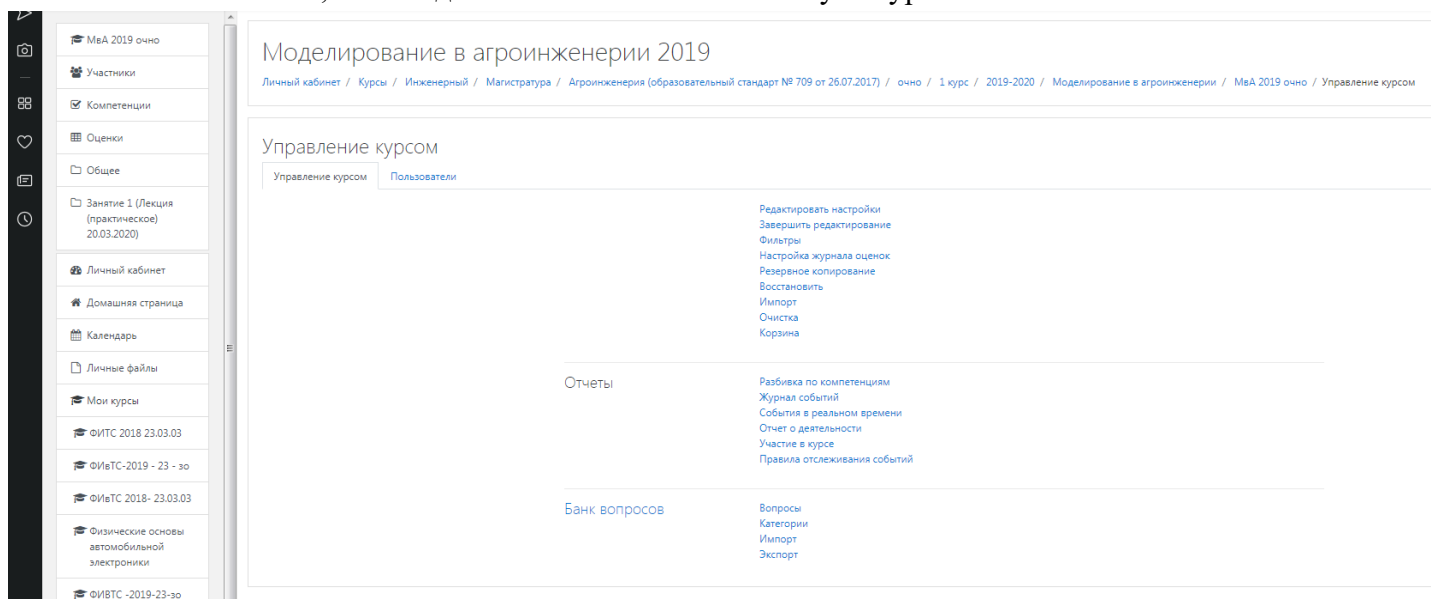 МвА 2019 очно
Участники
Компетенции
Оценки
Общее
Занятие 1 (Лекция
(практическое)
20.03.2020)
Личный кабинет
Домашняя страница
Календарь
Личные файлы
Мои курсы
ФИТС 2018 23.03.03
ФИвТС-2019 - 23 - зо
ФИвТС 2018- 23.03.03
Физические основы
автомобильной
электроники
ФИВТС -2019-23-зо
Моделирование в агроинженерии 2019
Личный кабинет / Курсы / Инженерный / Магистратура / Агроинженерия (образовательный стандарт № 709 от 26.07.2017) / очно / 1 курс / 2019-2020 / Моделирование в агроинженерии / МвА 2019 очно / Управление курсом
Управление курсом
Управление курсом Пользователи
Редактировать настройки
Завершить редактирование
Фильтры
Настройка журнала оценок
Резервное копирование
Восстановить
Импорт
Очистка
Корзина
Отчеты
Разбивка по компетенциям
Журнал событий
События в реальном времени
Отчет о деятельности
Участие в курсе
Правила отслеживания событий
Банк вопросов
Вопросы
Категории
Импорт
Экспорт